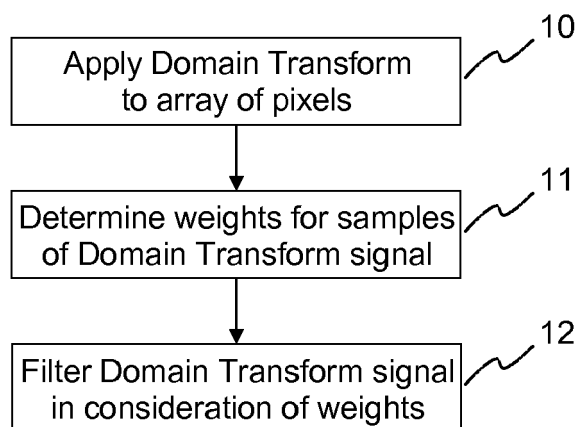 10
Apply Domain Transform
to array of pixels
11
Determine weights for samples
of Domain Transform signal
12
Filter Domain Transform signal
in consideration of weights